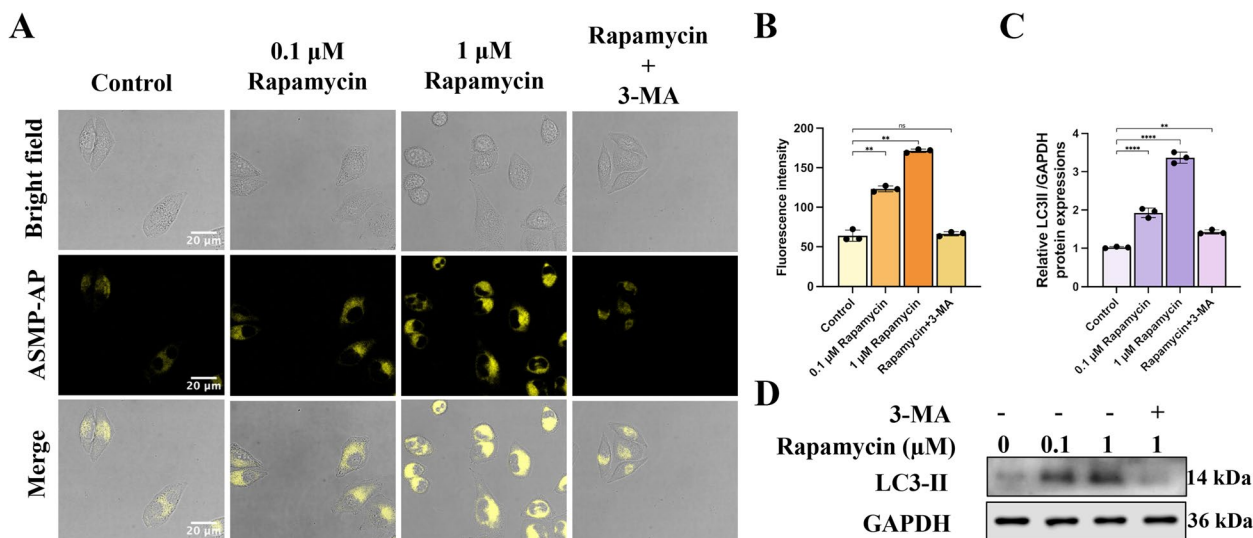 A
Control
0.1 μM
Rapamycin
1 μM
Rapamycin
Rapamycin
+
3-MA
Bright field
20 μm
ASMP-AP
20 μm
Merge
20 μm
B
Fluorescence intensity
200
150
100
50
0
**
**
ns
Control
0.1 μM Rapamycin
1 μM Rapamycin
Rapamycin+3-MA
C
Relative LC3II /GAPDH
protein expressions
4
3
2
1
0
****
****
**
Control
0.1 μM Rapamycin
1 μM Rapamycin
Rapamycin+3-MA
D
3-MA - - - +
Rapamycin (μM) 0 0.1 1 1
LC3-II 14 kDa
GAPDH 36 kDa